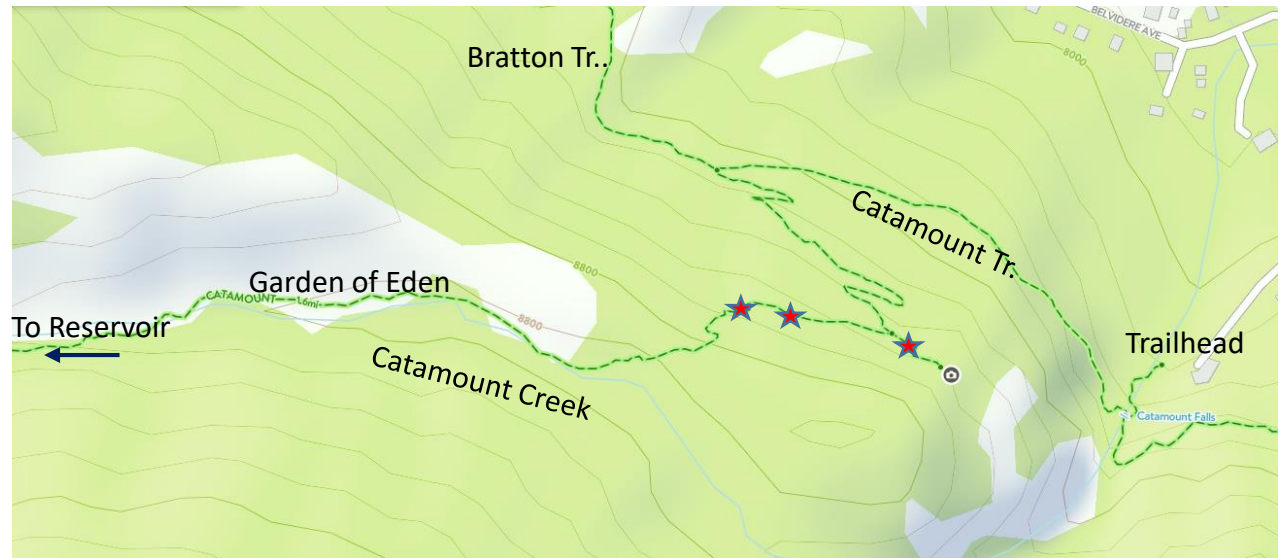 BELVIDERE AVE
Bratton Tr..
8000
Catamount Tr.
8800
Garden of Eden
CATAMOUNT 1.6mi
8800
To Reservoir
Trailhead
Catamount Creek
Catamount Falls